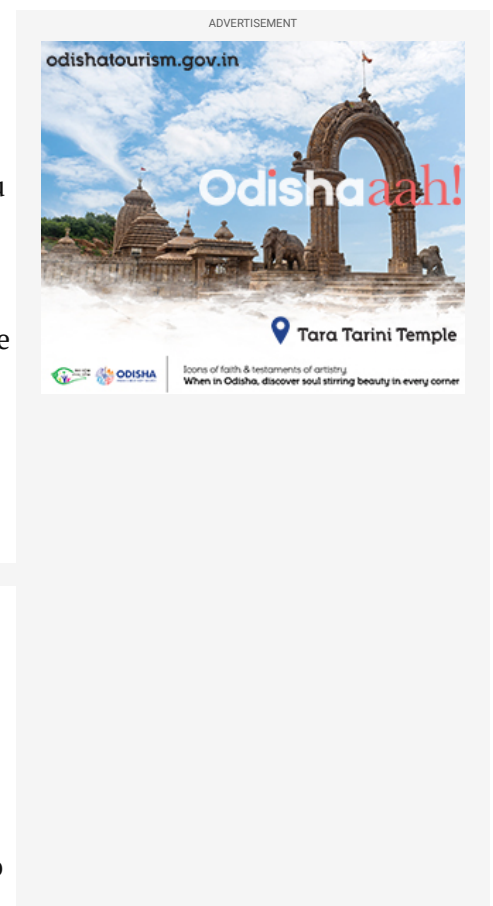 ADVERTISEMENT
odishatourism.gov.in
Odishaaah!
Tara Tarini Temple
ODISHA
Icons of faith & testaments of artistry
When in Odisha, discover soul stirring beauty in every corner